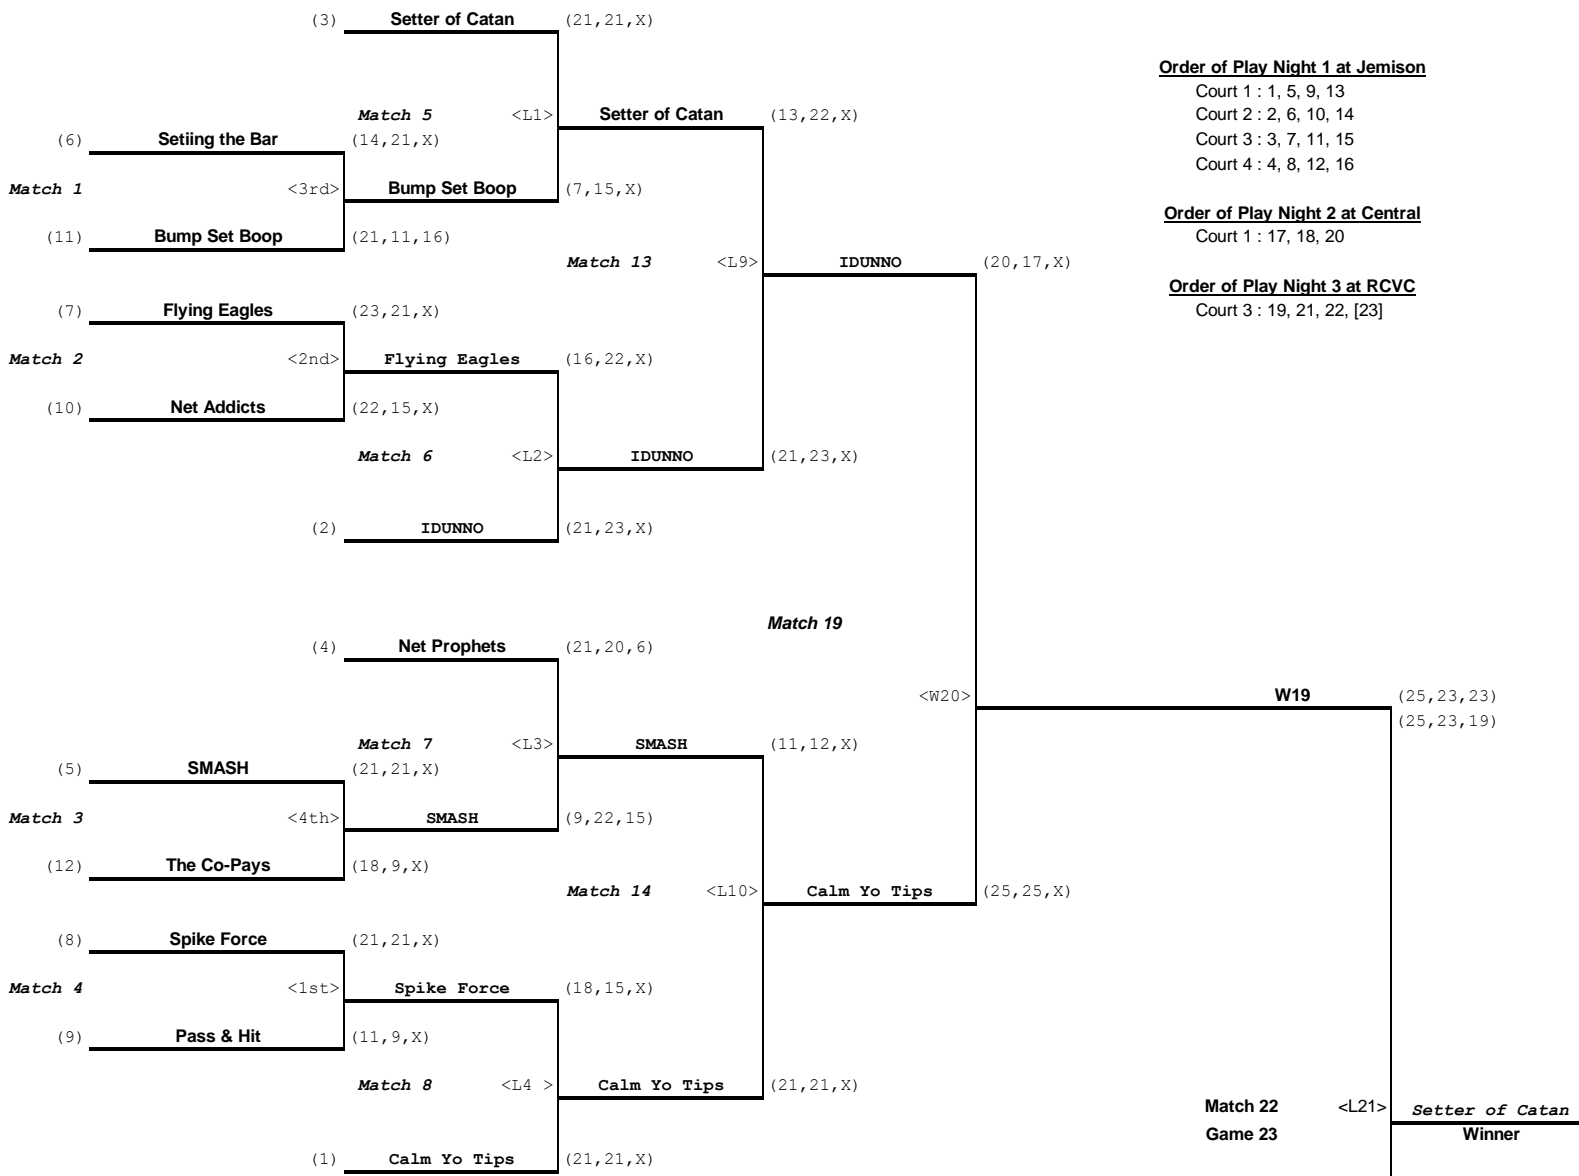 (3) Setter of Catan (21,21,X)
Order of Play Night 1 at Jemison
Court 1 : 1, 5, 9, 13
Match 5 <L1> Setter of Catan (13,22,X)
Court 2 : 2, 6, 10, 14
(6) Setiing the Bar (14,21,X)
Court 3 : 3, 7, 11, 15
Court 4 : 4, 8, 12, 16
Match 1 <3rd> Bump Set Boop (7,15,X)
Order of Play Night 2 at Central
(11) Bump Set Boop (21,11,16)
Court 1 : 17, 18, 20
Match 13 <L9> IDUNNO (20,17,X)
Order of Play Night 3 at RCVC
(7) Flying Eagles (23,21,X)
Court 3 : 19, 21, 22, [23]
Match 2 <2nd> Flying Eagles (16,22,X)
(10) Net Addicts (22,15,X)
Match 6 <L2> IDUNNO (21,23,X)
(2) IDUNNO (21,23,X)
Match 19
(4) Net Prophets (21,20,6)
<W20> W19 (25,23,23)
(25,23,19)
Match 7 <L3> SMASH (11,12,X)
(5) SMASH (21,21,X)
Match 3 <4th> SMASH (9,22,15)
(12) The Co-Pays (18,9,X)
Match 14 <L10> Calm Yo Tips (25,25,X)
(8) Spike Force (21,21,X)
Match 4 <1st> Spike Force (18,15,X)
(9) Pass & Hit (11,9,X)
Match 8 <L4 > Calm Yo Tips (21,21,X)
Match 22 <L21> Setter of Catan
Game 23 Winner
(1) Calm Yo Tips (21,21,X)